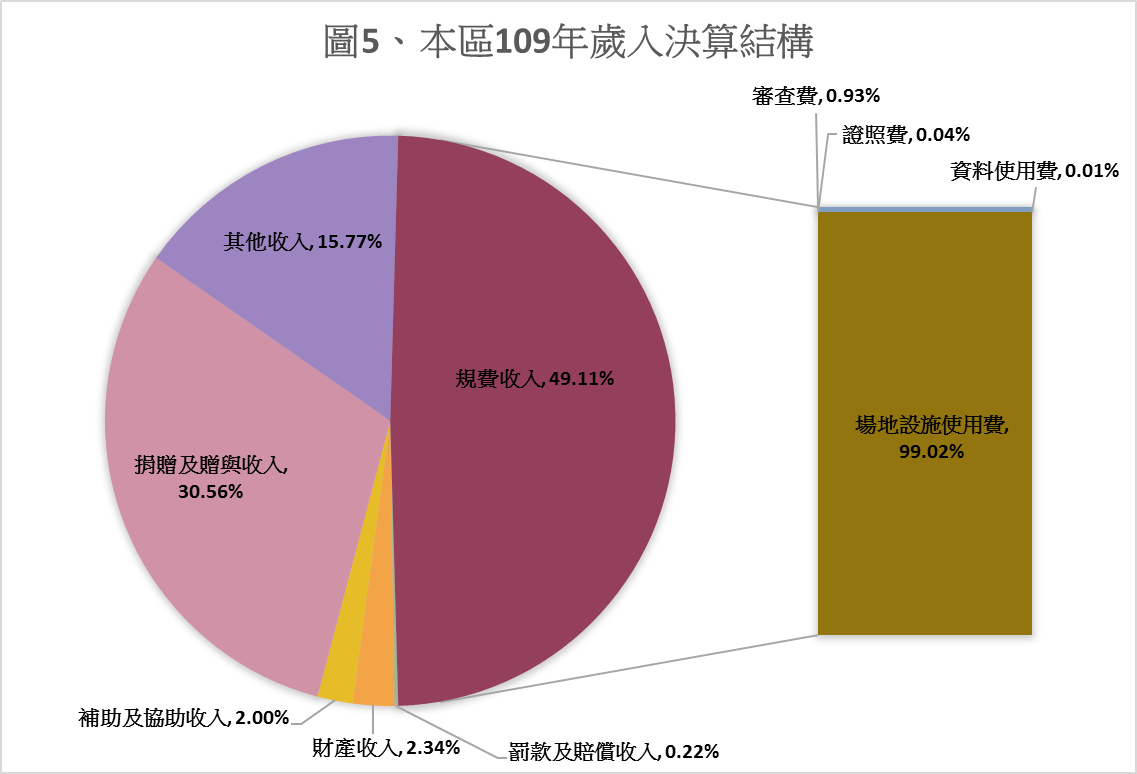 圖5、本區109年歲入決算結構
審查費, 0.93%
證照費, 0.04%
資料使用費, 0.01%
其他收入, 15.77%
規費收入, 49.11%
場地設施使用費,
99.02%
捐贈及贈與收入,
30.56%
補助及協助收入, 2.00%
財產收入, 2.34%
罰款及賠償收入, 0.22%